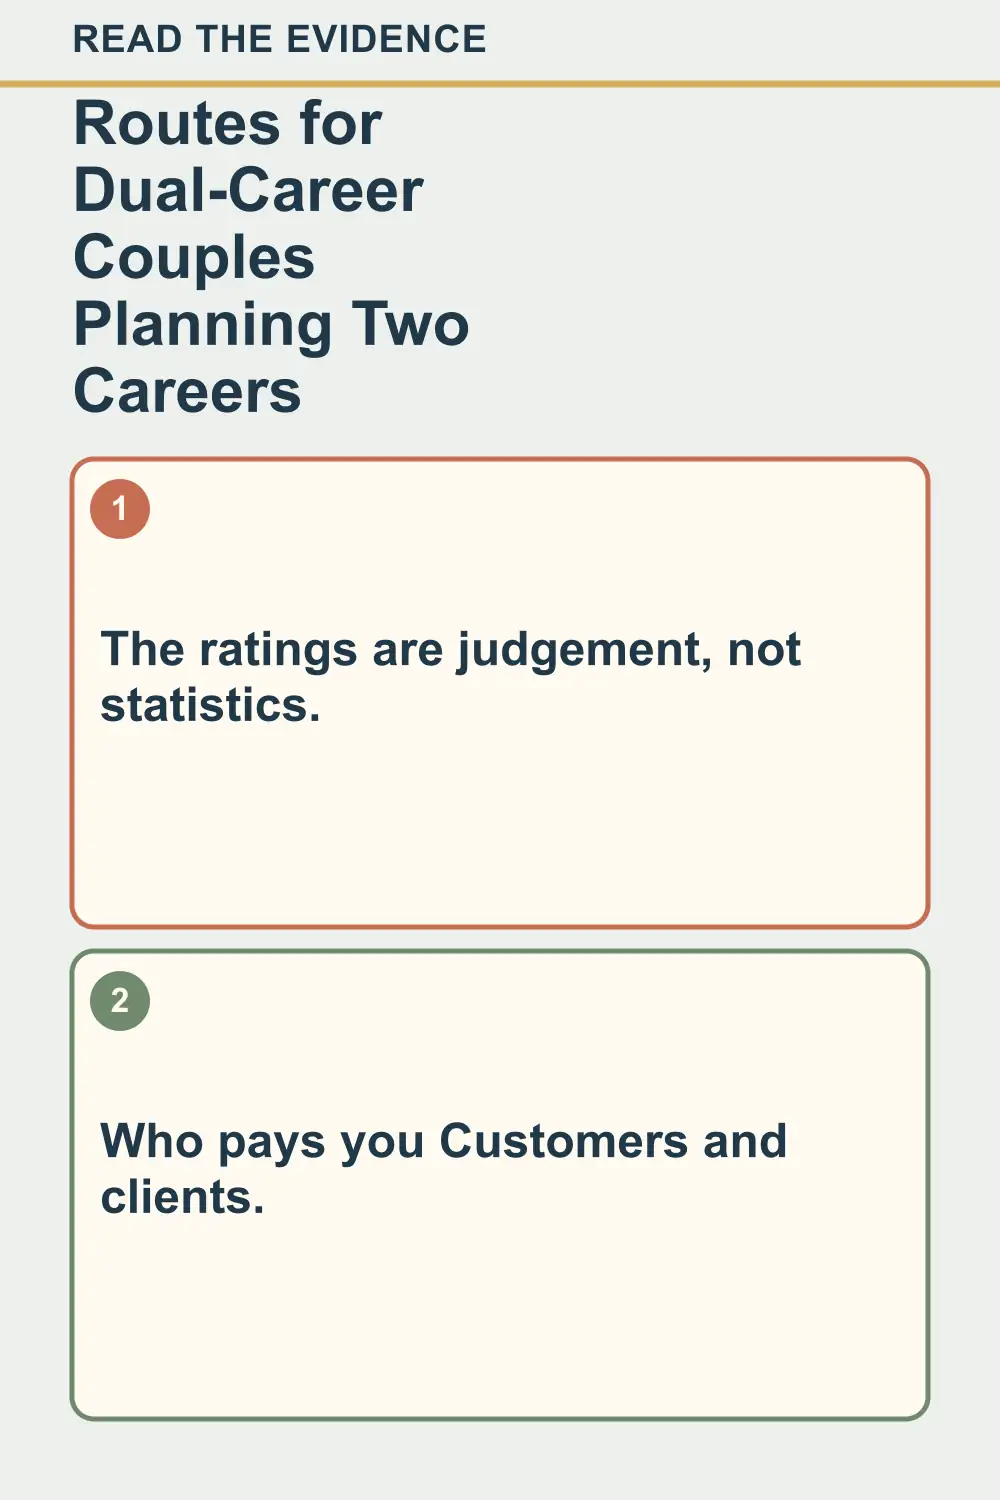 READ THE EVIDENCE
Routes for
Dual-Career
Couples
Planning Two
Careers
1
The ratings are judgement, not
statistics.
2
Who pays you Customers and
clients.